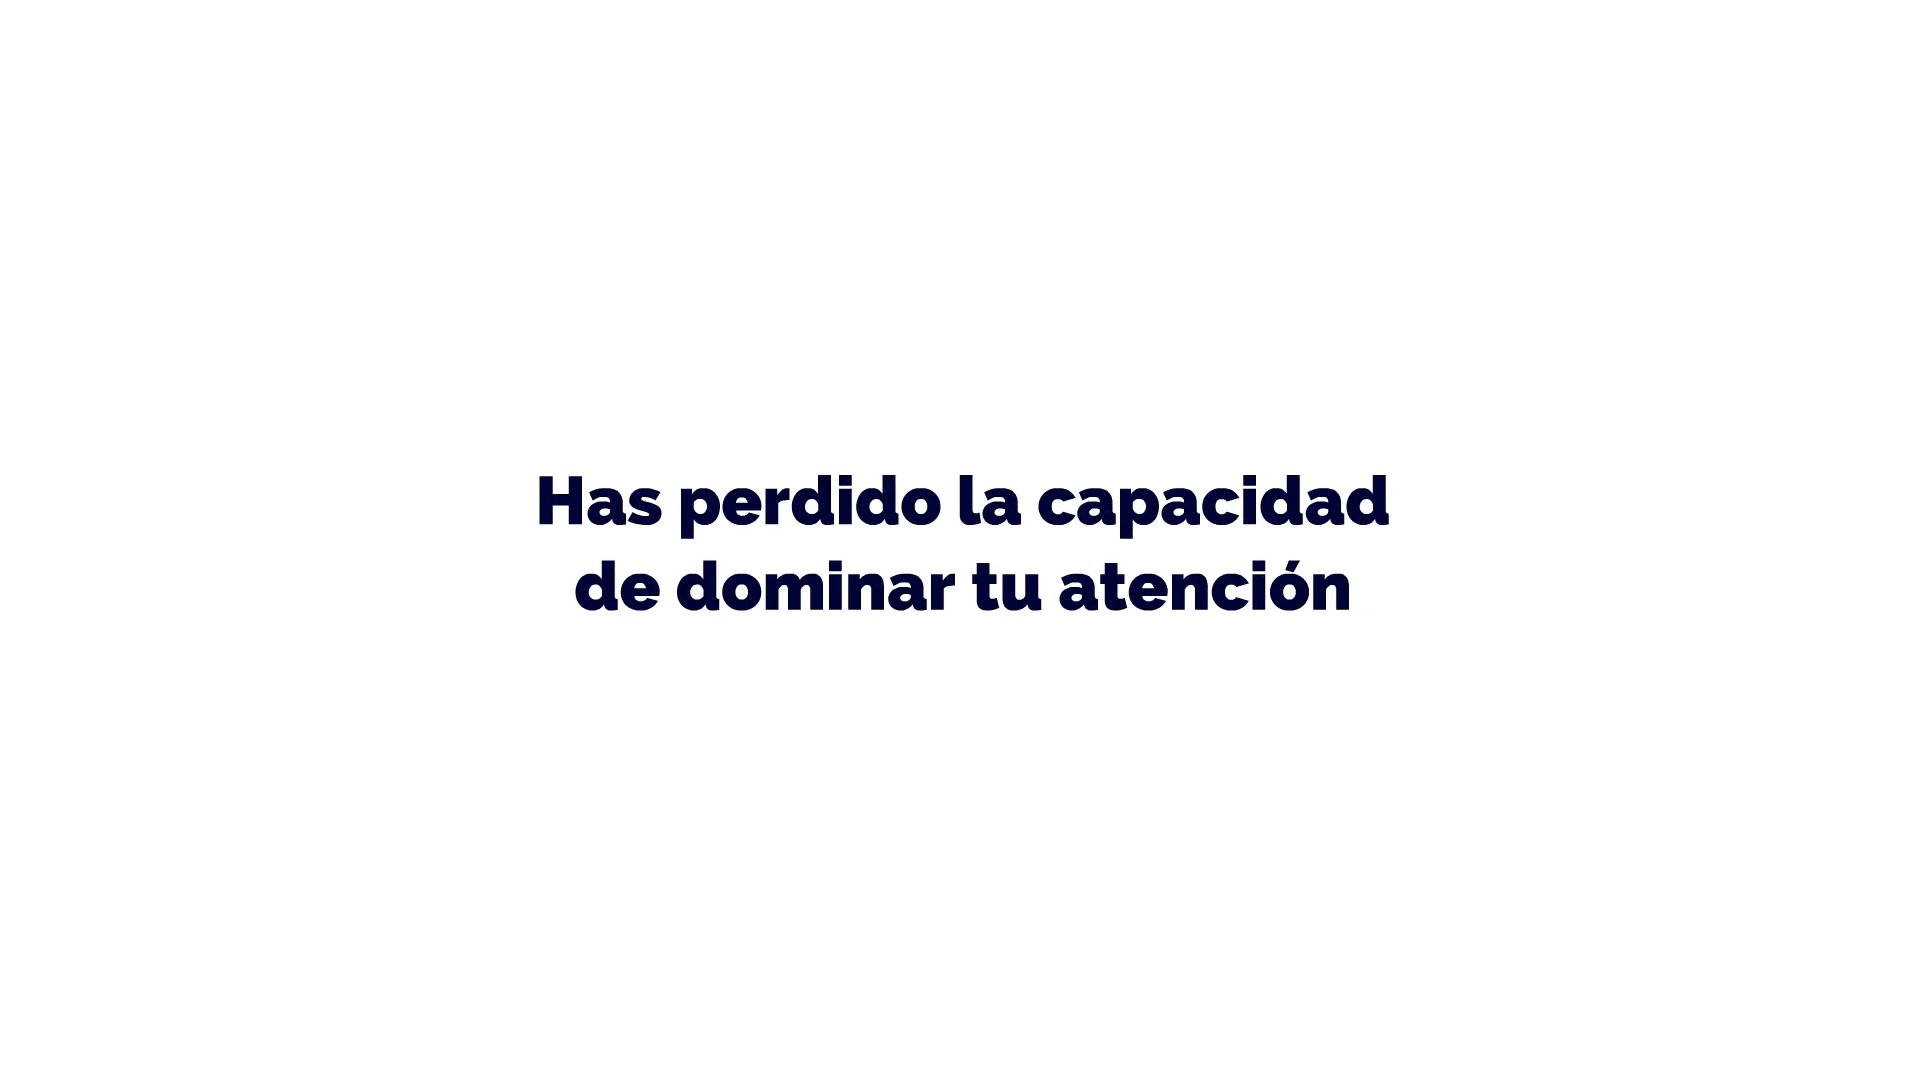 Has perdido la capacidad
de dominar tu atención